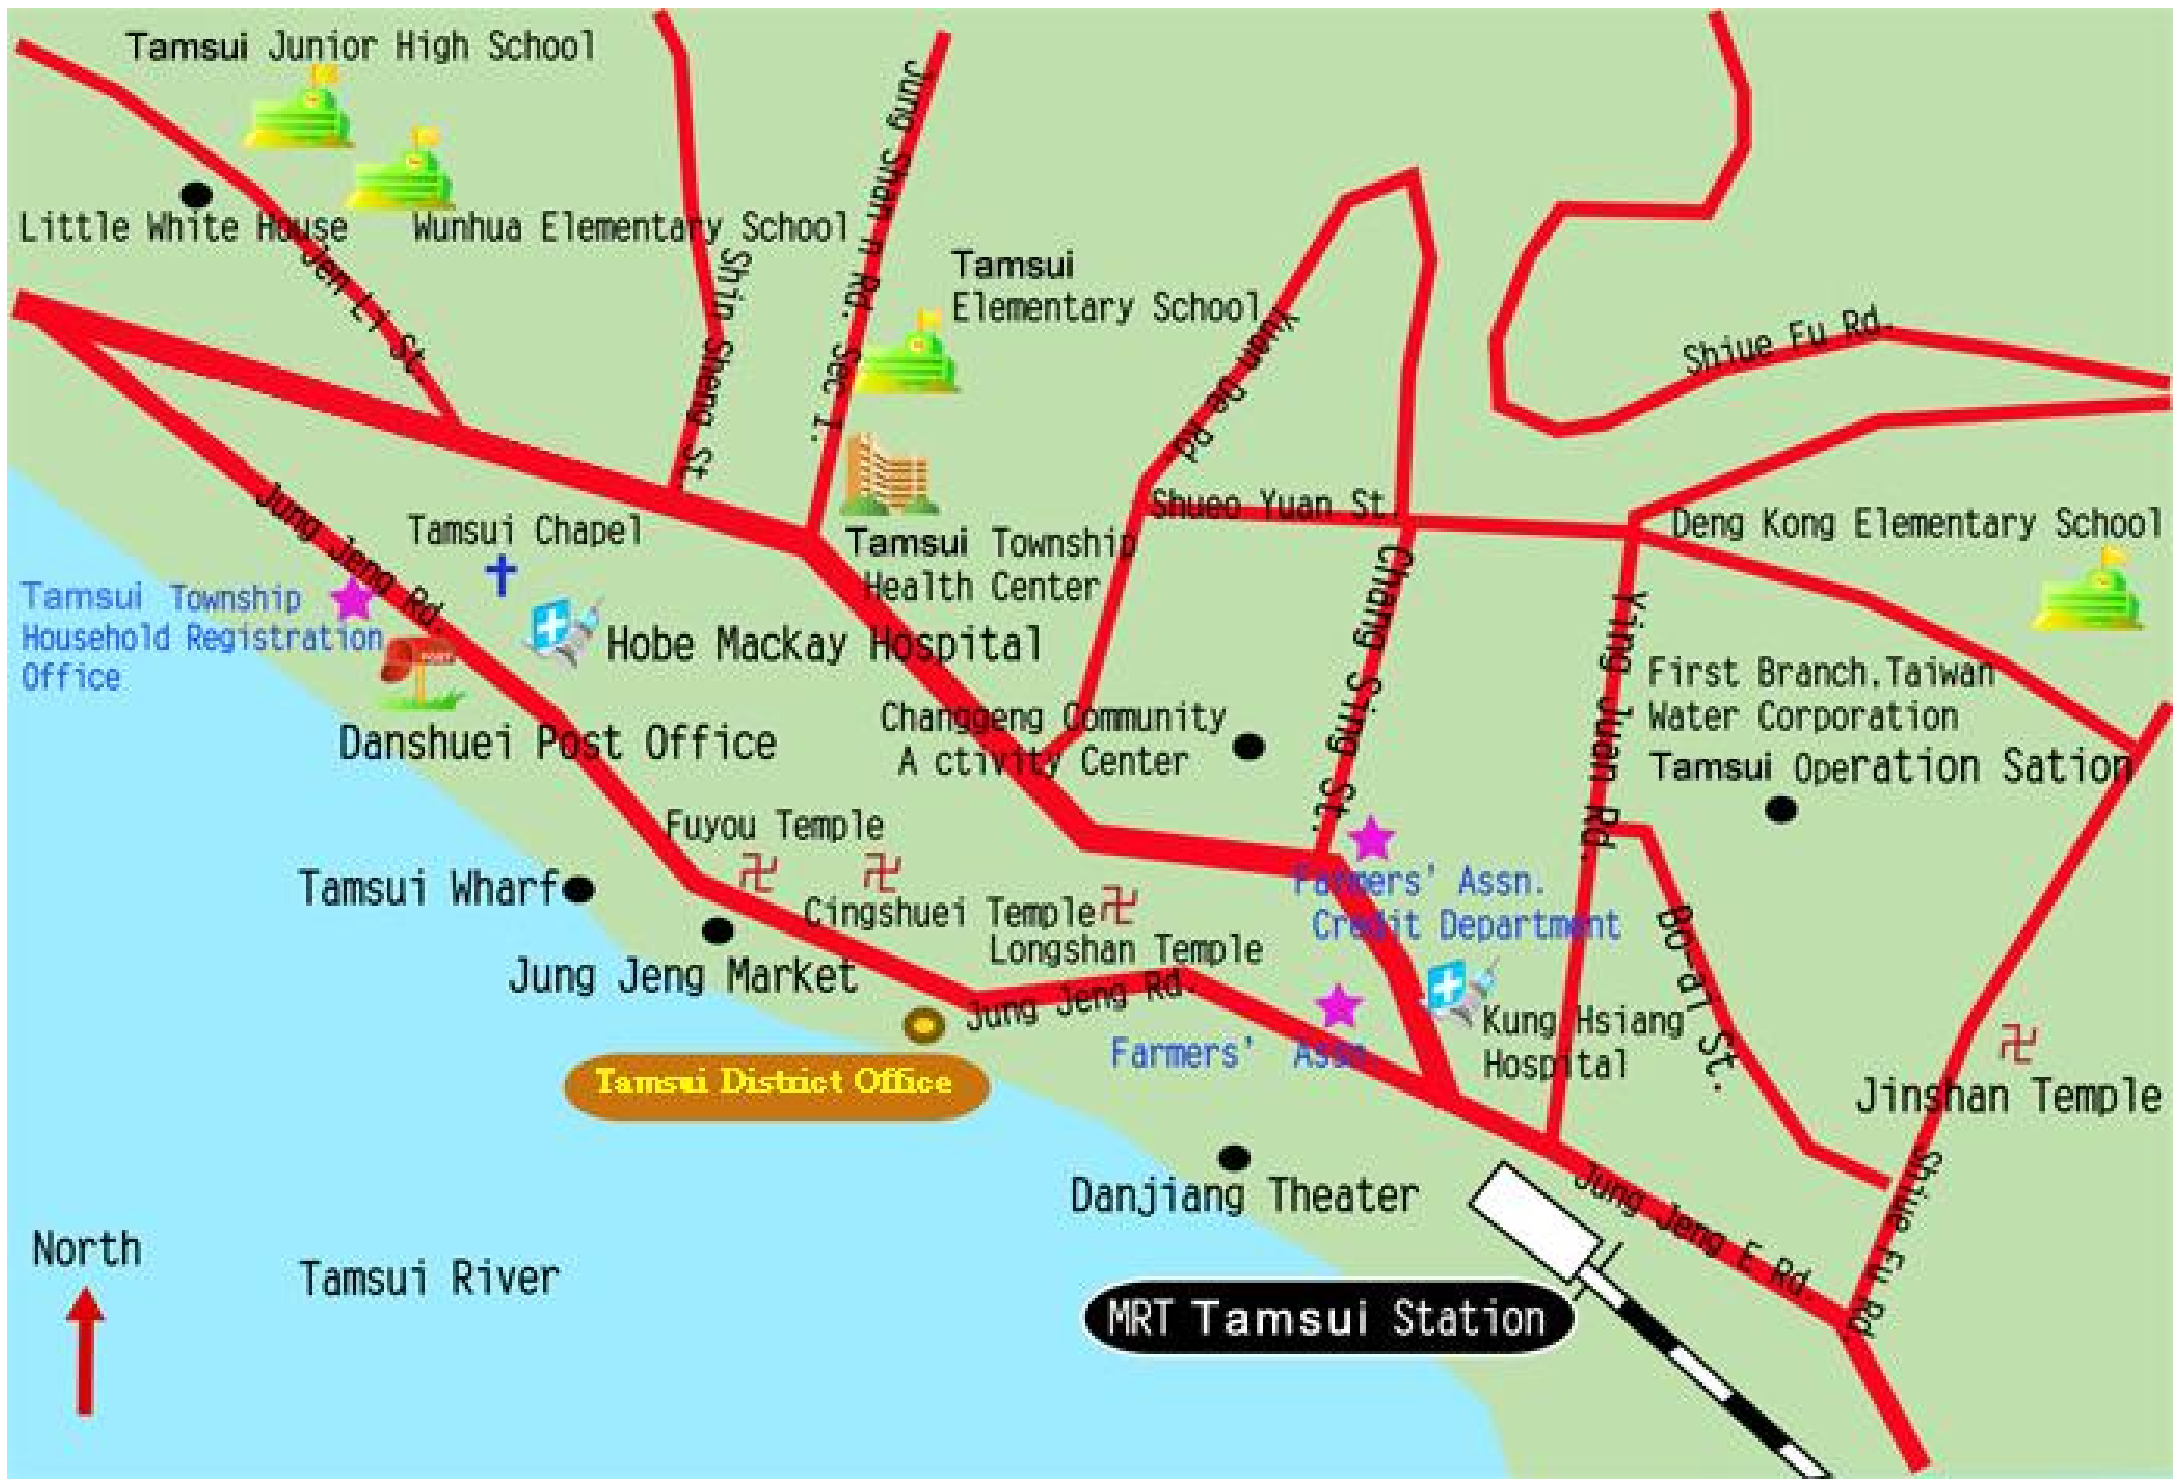 Tamsui Junior High School
Little White House
Wunhua Elementary School
Jen Li St
Shin Sheng St.
Jung Shan n Rd. Sec 1.
Tamsui
Elementary School
Yuan De Rd
Shiue Fu Rd.
Shueo Yuan St.
Deng Kong Elementary School
Jung Jeng Rd.
Tamsui Chapel
Tamsui Township
Health Center
Tamsui Township
Household Registration
Office
POST
Hobe Mackay Hospital
Chang Sing St.
Ying Juan Rd.
First Branch.Taiwan
Water Corporation
Tamsui Operation Sation
Danshuei Post Office
Changgeng Community
A ctivity Center
Fuyou Temple
Tamsui Wharf
Cingshuei Temple
Longshan Temple
Farmers' Assn.
Credit Department
Bo-ai St.
Jung Jeng Market
Jung Jeng Rd.
Kung Hsiang
Hospital
Farmers' Assn.
Tamsui District Office
Jinshan Temple
Danjiang Theater
Jung Jeng E Rd.
Shiue Fu Rd.
North
Tamsui River
MRT Tamsui Station